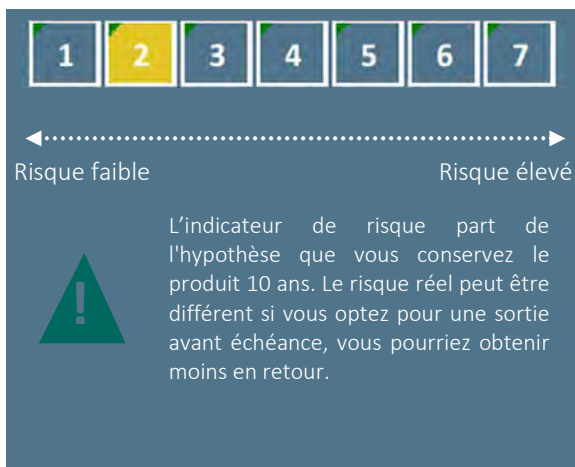 1 2 3 4 5 6 7
Risque faible Risque élevé
L’indicateur de risque part de
l'hypothèse que vous conservez le
produit 10 ans. Le risque réel peut être
différent si vous optez pour une sortie
avant échéance, vous pourriez obtenir
moins en retour.
!